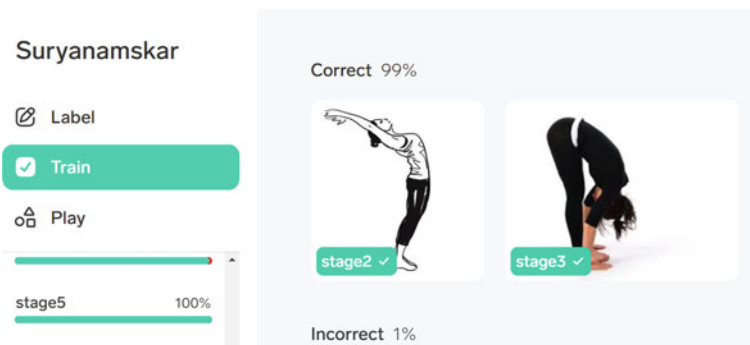 Suryanamskar
Label
Train
Play
stage5 100%
Correct 99%
stage2
stage3
Incorrect 1%